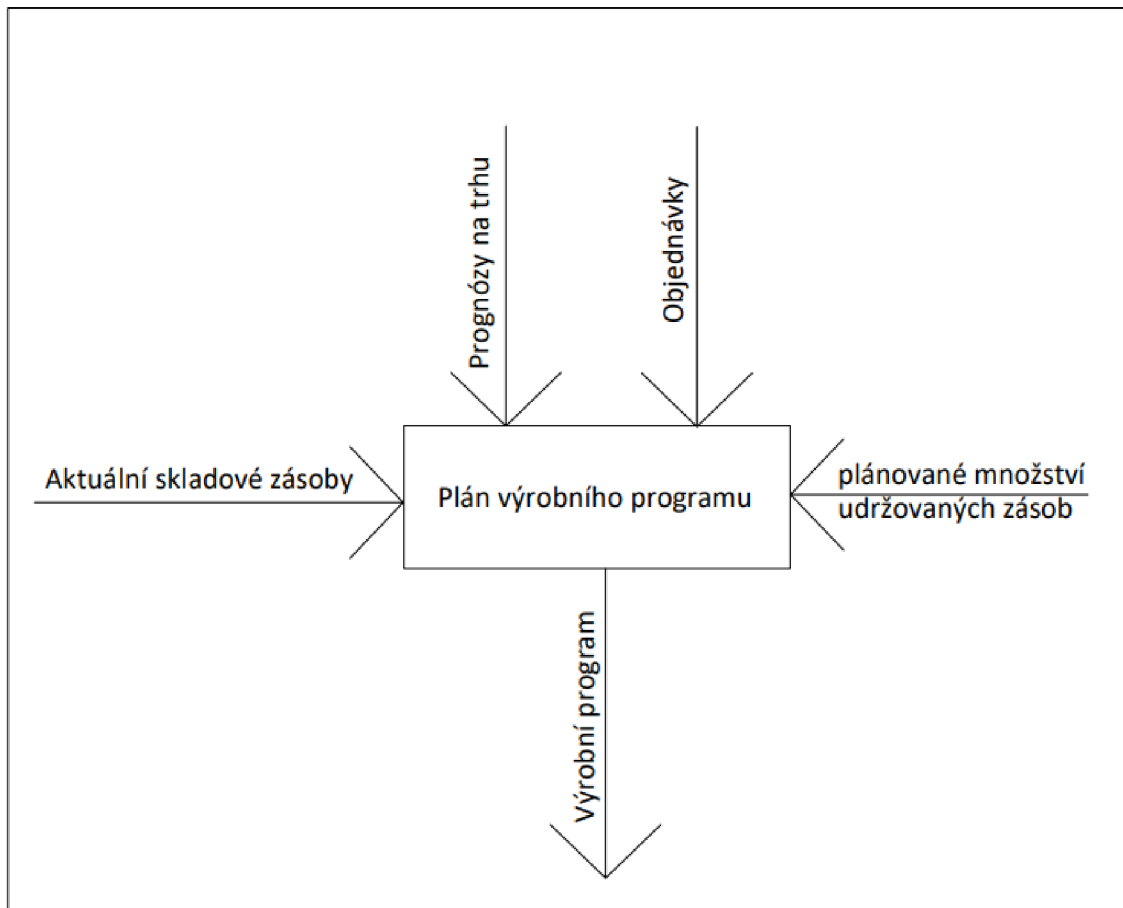 Prognózy na trhu
Objednávky
Aktuální skladové zásoby
Plán výrobního programu
plánované množství
udržovaných zásob
Výrobní program